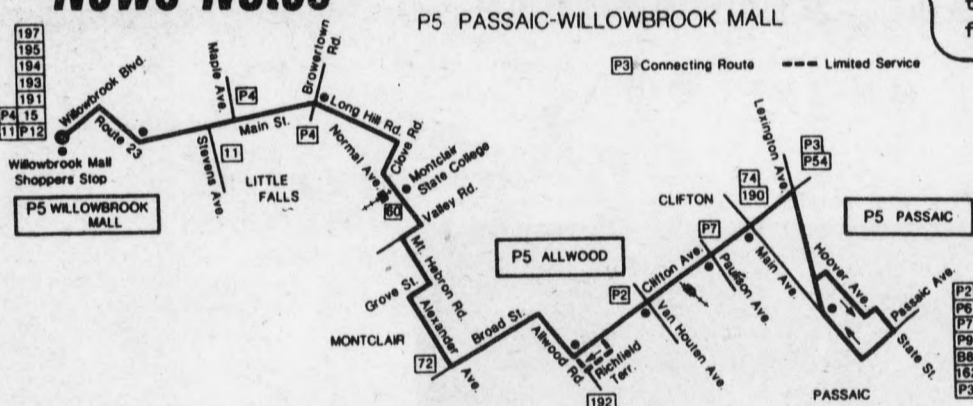 News Notes
P5 PASSAIC-WILLOWBROOK MALL
P3 Connecting Route
Limited Service
197
195
194
193
191
P4 15
11 P12
Willowbrook Blvd.
Route 23
Willowbrook Mall
Shoppers Stop
P5 WILLOWBROOK
MALL
Maple Ave.
P4
Main St.
Stevens Ave.
11
LITTLE
FALLS
Browertown
Rd.
P4
Long Hill Rd.
Normal Ave.
Clove Rd.
Montclair
State College
60
Valley Rd.
Mt. Hebron Rd.
Grove St.
Alexander
Ave.
MONTCLAIR
72
Broad St.
Allwood Rd.
P5 ALLWOOD
Richfield
Terr.
192
P2
Clifton Ave.
Van Houten Ave.
P7
Paulson Ave.
CLIFTON
74
190
Main Ave.
Lexington Ave.
P3
P54
P5 PASSAIC
Hoover Ave.
Passaic Ave.
State St.
PASSAIC
P2
P6
P7
P9